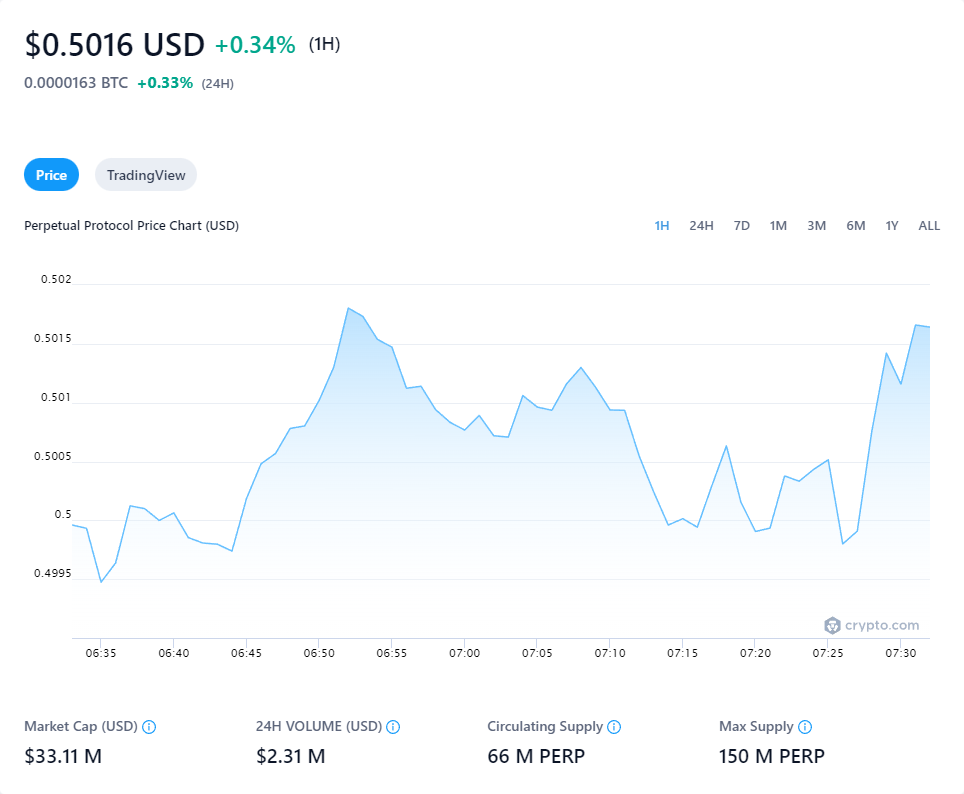 $0.5016 USD +0.34% (1H)
0.0000163 BTC +0.33% (24H)
Price TradingView
Perpetual Protocol Price Chart (USD) 1H 24H 7D 1M 3M 6M 1Y ALL
0.502
0.5015
0.501
0.5005
0.5
0.4995
crypto.com
06:35 06:40 06:45 06:50 06:55 07:00 07:05 07:10 07:15 07:20 07:25 07:30
Market Cap (USD) 24H VOLUME (USD) Circulating Supply Max Supply
$33.11 M $2.31 M 66 M PERP 150 M PERP